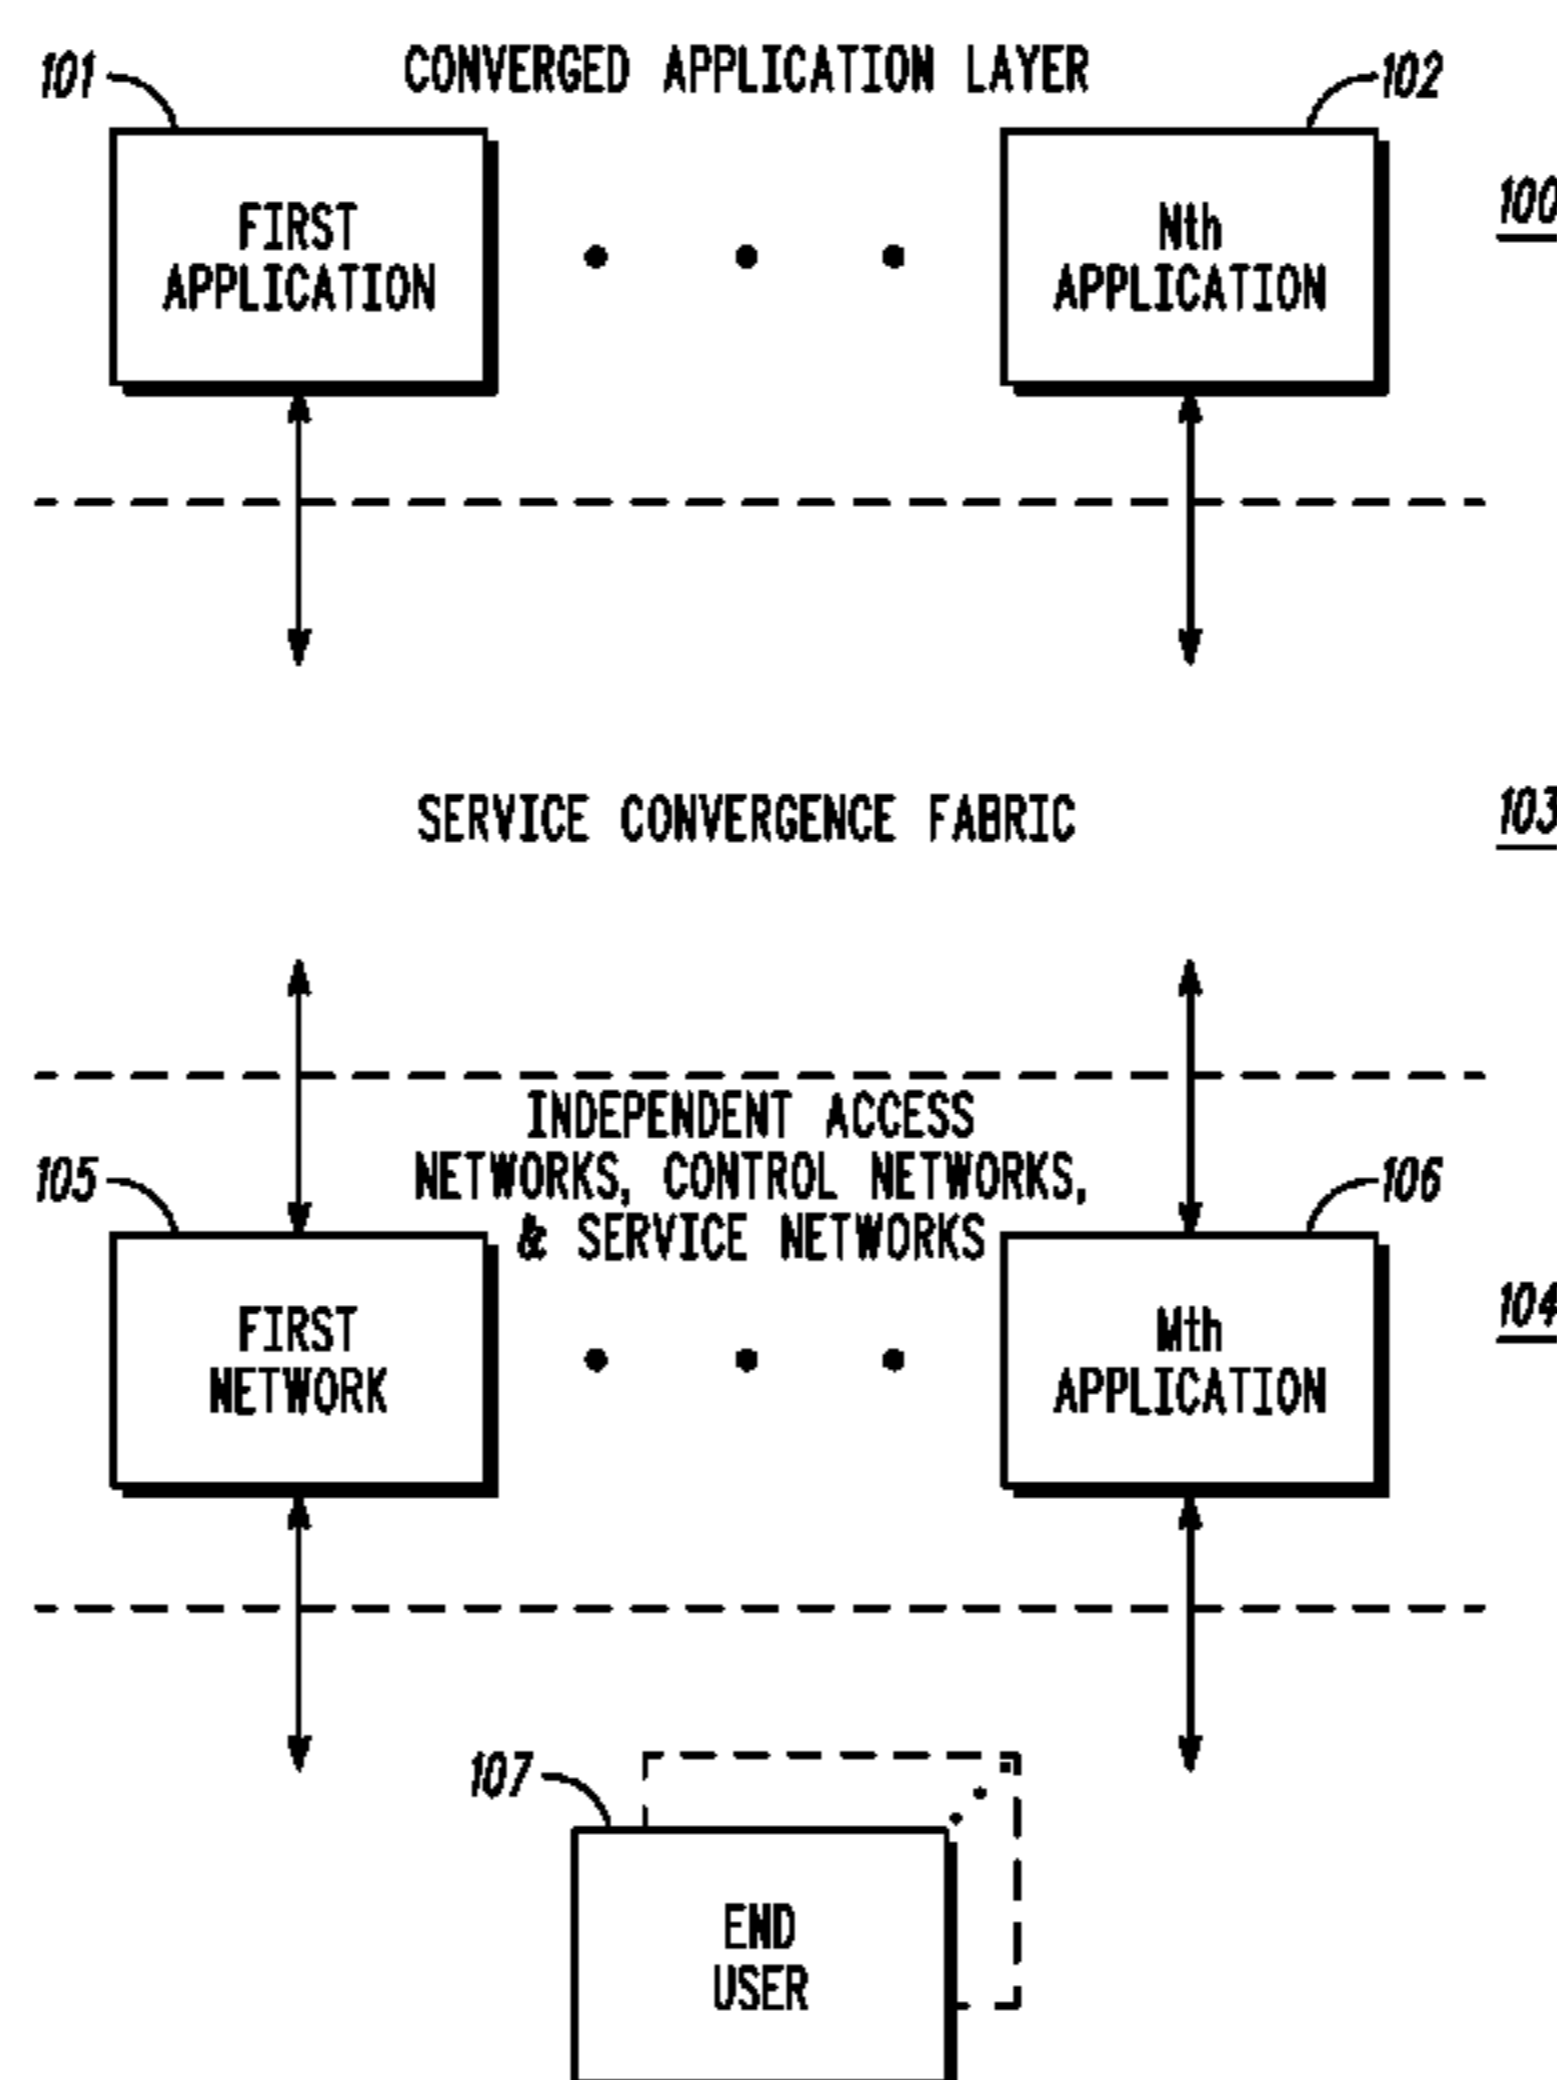 101
CONVERGED APPLICATION LAYER
102
FIRST
APPLICATION
Nth
APPLICATION
100
SERVICE CONVERGENCE FABRIC
103
INDEPENDENT ACCESS
NETWORKS, CONTROL NETWORKS,
& SERVICE NETWORKS
105
106
FIRST
NETWORK
Mth
APPLICATION
104
107
END
USER